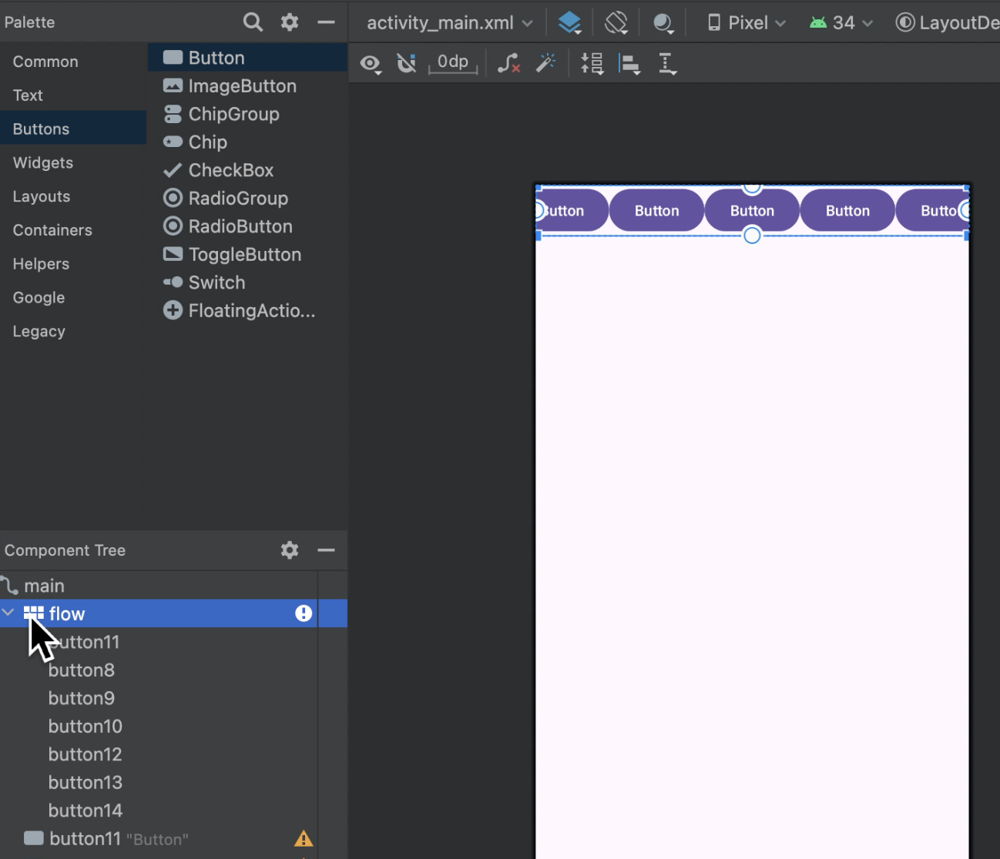 Palette
activity_main.xml
Pixel
34
LayoutDe
Common
Text
Buttons
Widgets
Layouts
Containers
Helpers
Google
Legacy
Button
ImageButton
ChipGroup
Chip
CheckBox
RadioGroup
RadioButton
ToggleButton
Switch
FloatingActio...
0dp
utton Button Button Button Butto
Component Tree
main
flow
utton11
button8
button9
button10
button12
button13
button14
button11 "Button"